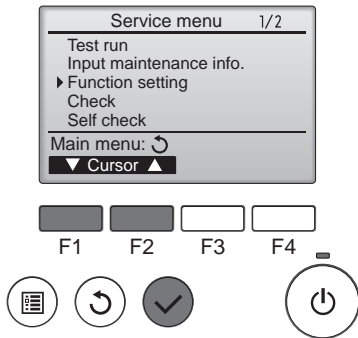 Service menu 1/2
Test run
Input maintenance info.
Function setting
Check
Self check
Main menu:
Cursor
F1 F2 F3 F4